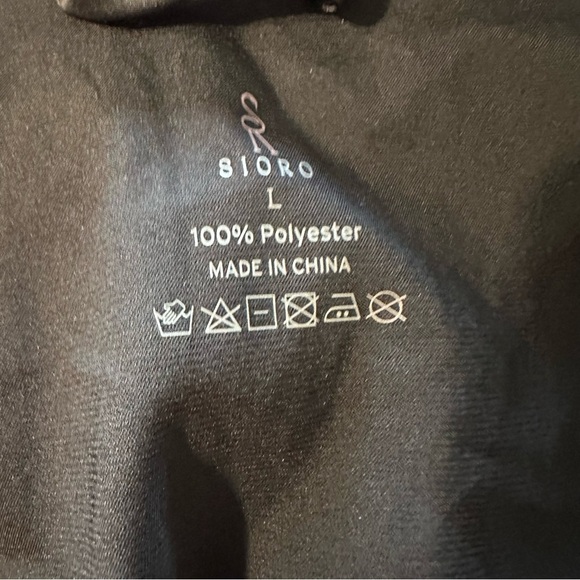 SR
SIORO
L
100% Polyester
MADE IN CHINA